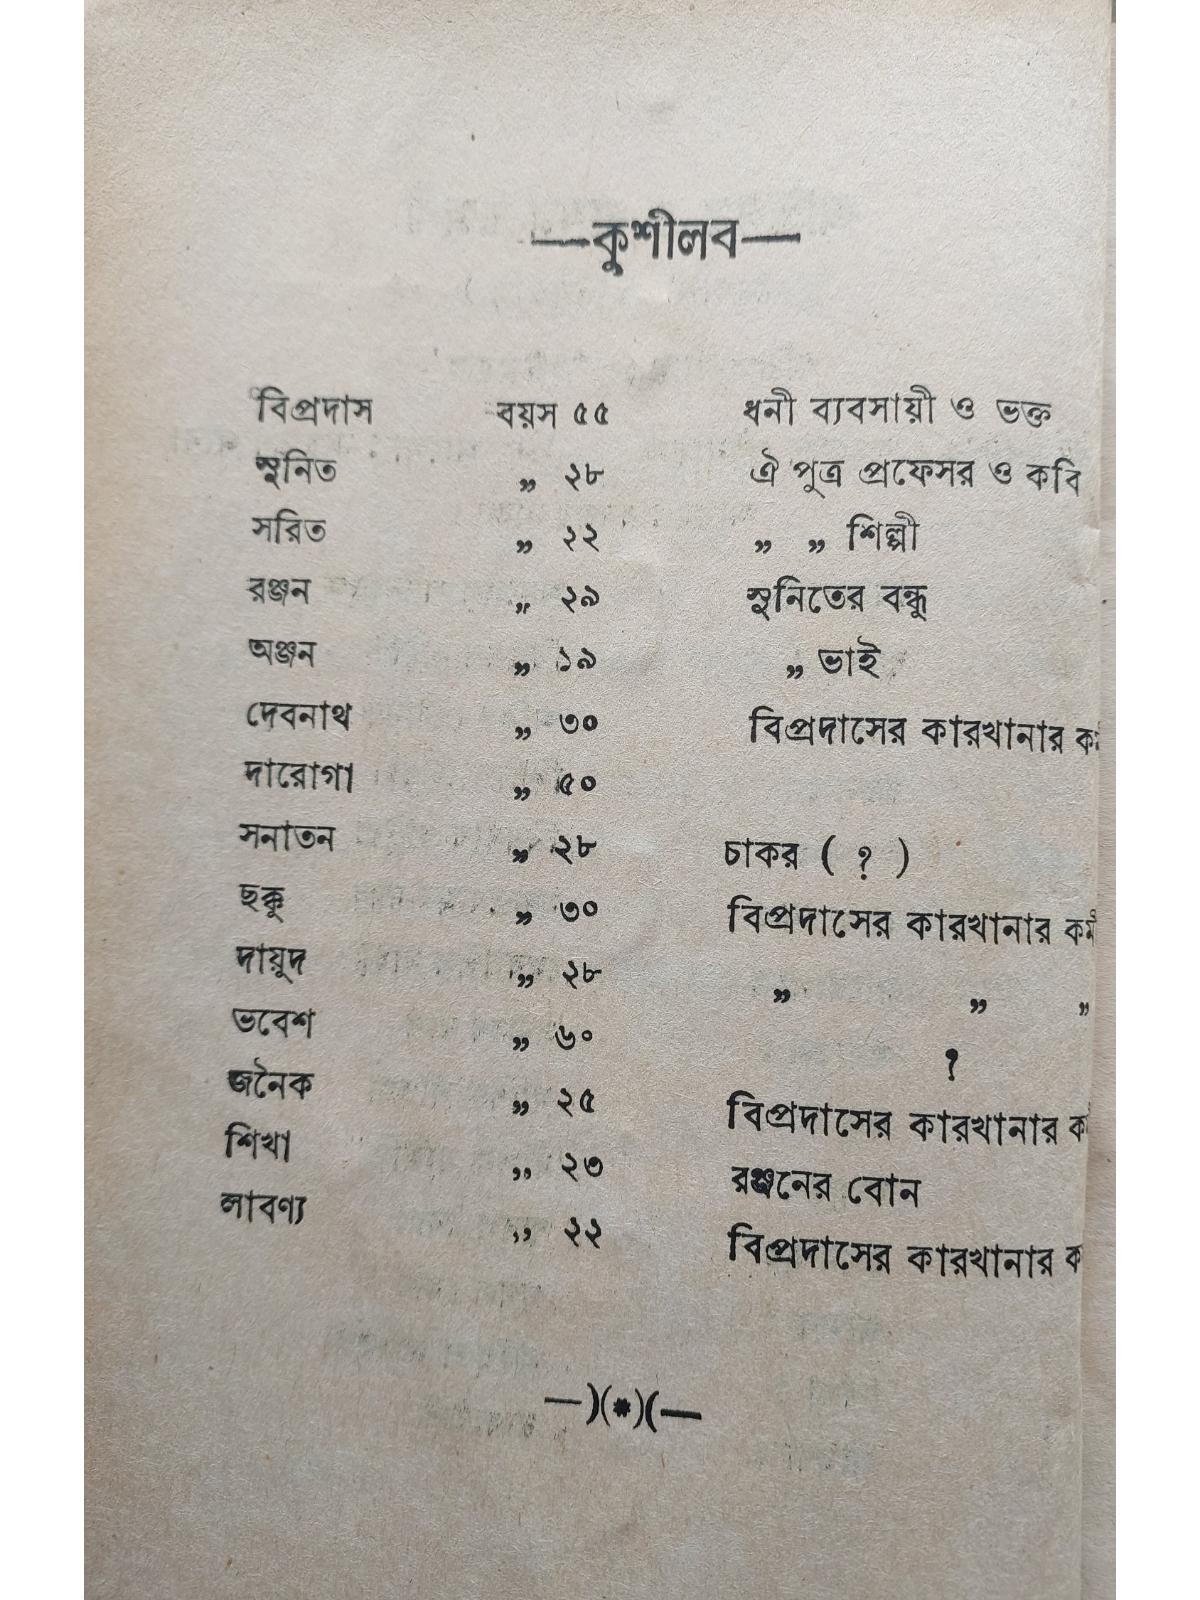 —কুশীলব—
বিপ্রদাস বয়স ৫৫ ধনী ব্যবসায়ী ও ভক্ত
সুনিত ,, ২৮ ঐ পুত্র প্রফেসর ও কবি
সরিত ,, ২২ ,, ,, শিল্পী
রঞ্জন ,, ২৯ সুনিতের বন্ধু
অঞ্জন ,, ১৯ ,, ভাই
দেবনাথ ,, ৩০ বিপ্রদাসের কারখানার
দারোগা ,, ৫০
সনাতন ,, ২৮ চাকর ( ? )
ছক্কু ,, ৩০ বিপ্রদাসের কারখানার
দায়ুদ ,, ২৮ ,, ,, ,,
ভবেশ ,, ৬০ ?
জনৈক ,, ২৫ বিপ্রদাসের কারখানার
শিখা ,, ২৩ রঞ্জনের বোন
লাবণ্য ,, ২২ বিপ্রদাসের কারখানার
—)(*)(—